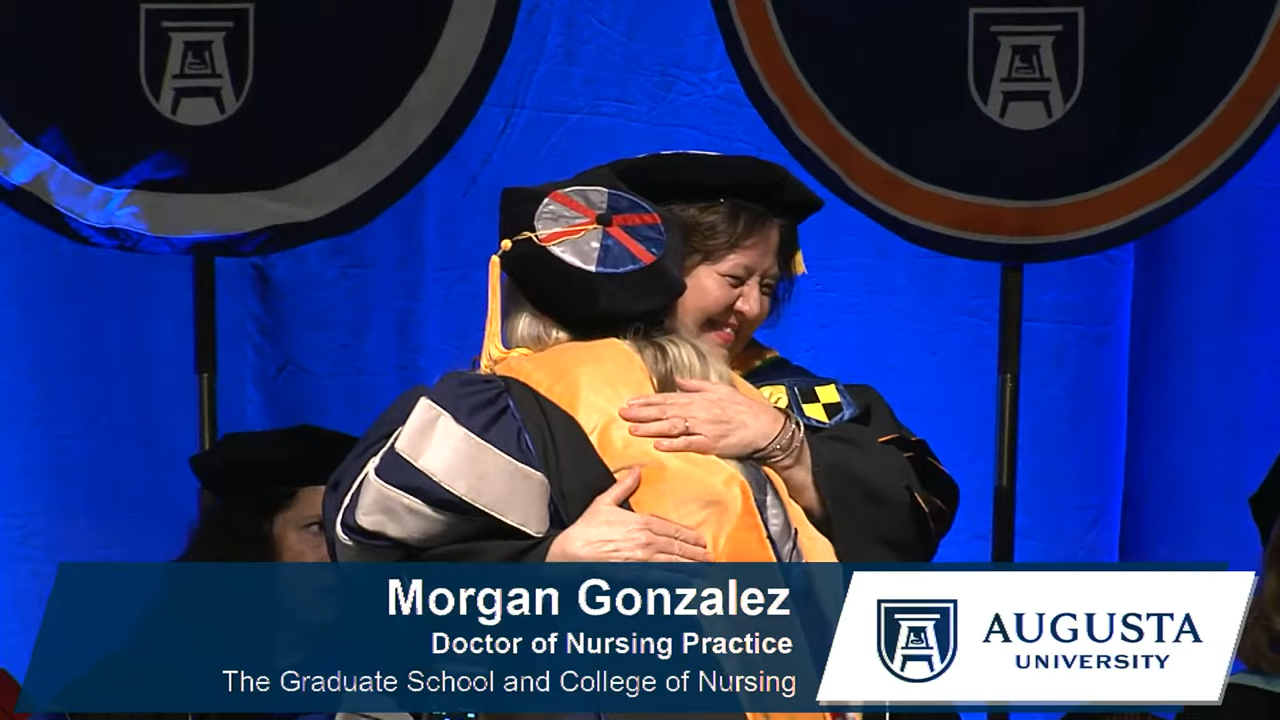 Morgan Gonzalez
Doctor of Nursing Practice
The Graduate School and College of Nursing
AUGUSTA
UNIVERSITY